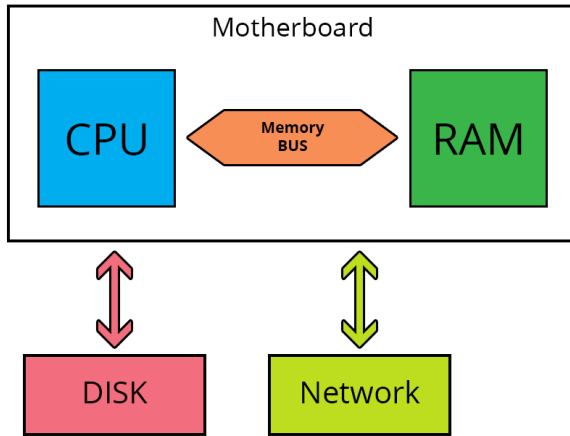 Motherboard
CPU
Memory
BUS
RAM
DISK
Network